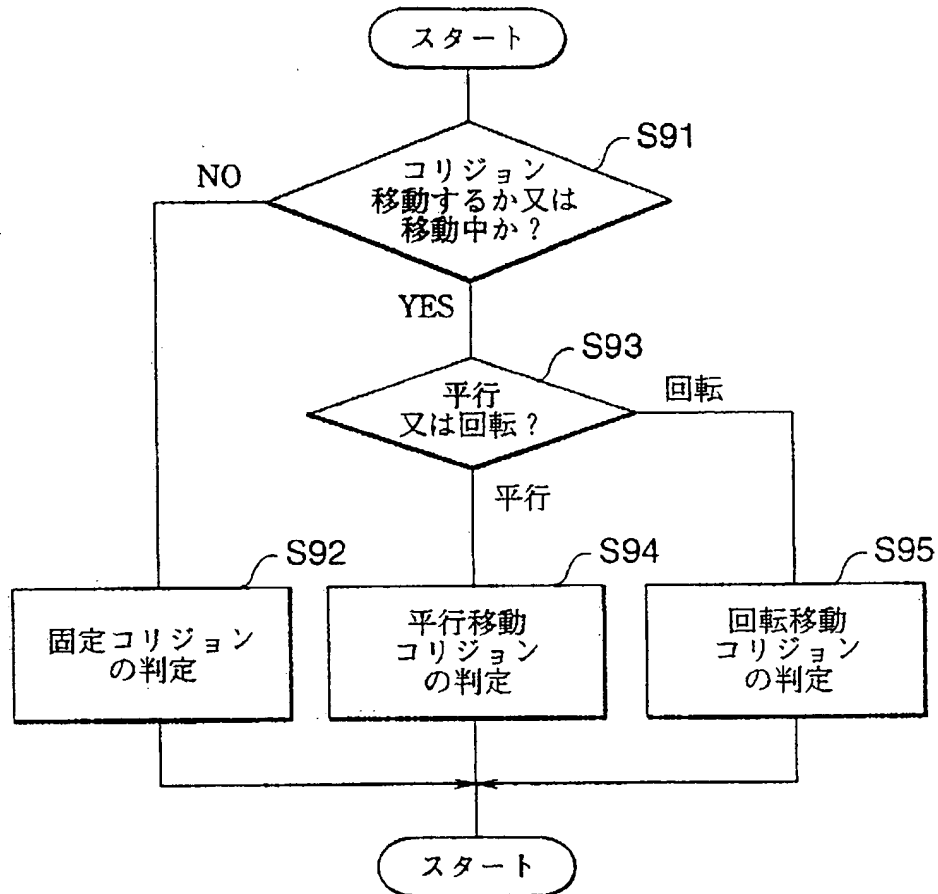 スタート
S91
コリジョン
移動するか又は
移動中か?
NO
YES
S93
平行
又は回転?
回転
平行
S92
固定コリジョン
の判定
S94
平行移動
コリジョン
の判定
S95
回転移動
コリジョン
の判定
スタート